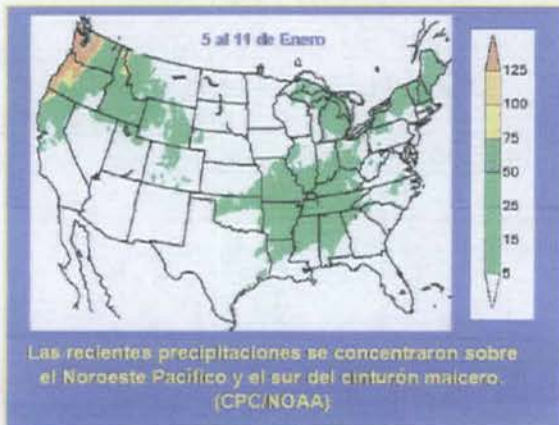 5 al 11 de Enero
125
100
75
50
25
15
5
Las recientes precipitaciones se concentraron sobre
el Noroeste Pacífico y el sur del cinturón maicero.
(CPC/NOAA)